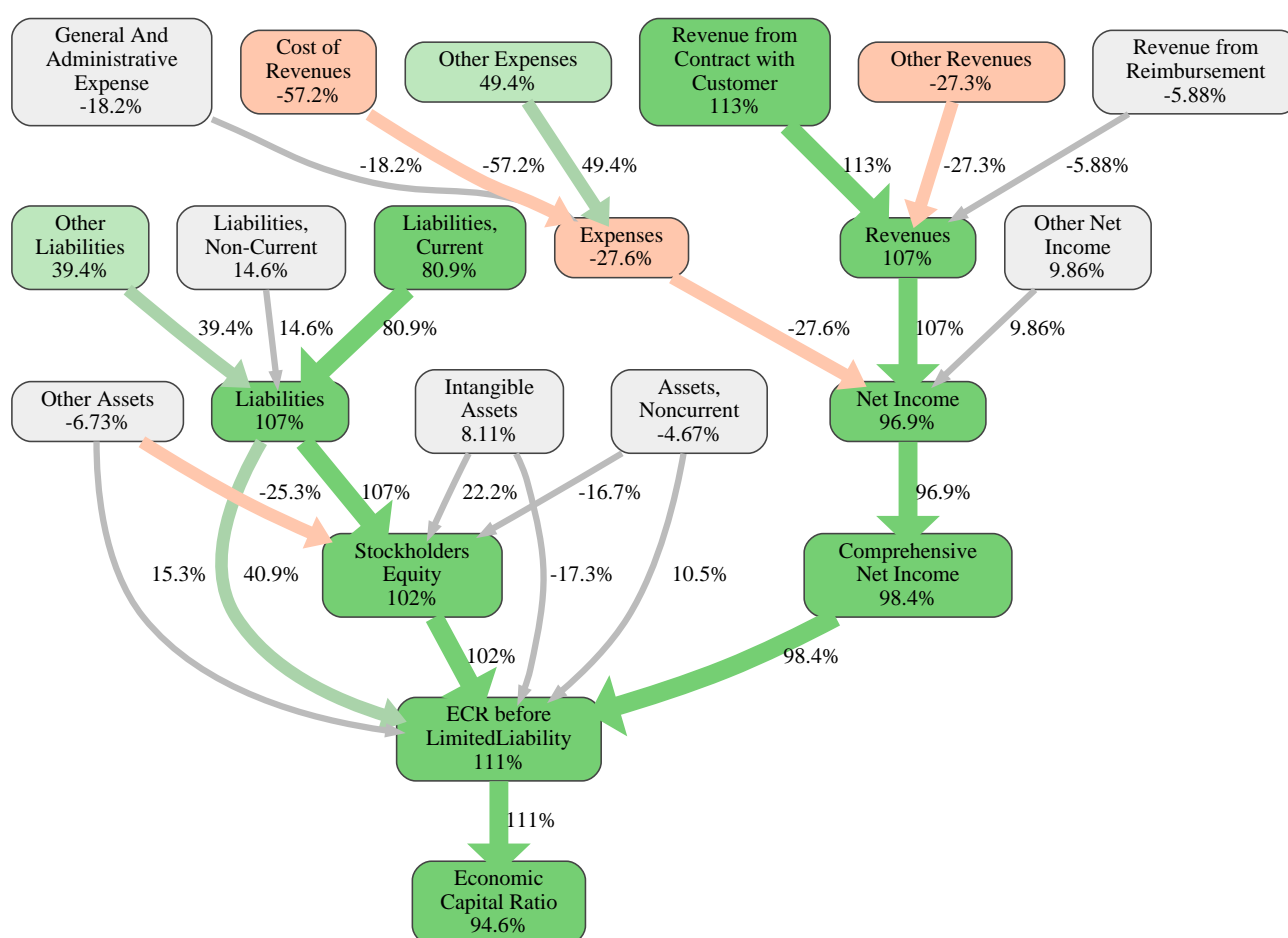 General And
Administrative
Expense
-18.2%
Cost of
Revenues
-57.2%
Other Expenses
49.4%
Revenue from
Contract with
Customer
113%
Other Revenues
-27.3%
Revenue from
Reimbursement
-5.88%
-18.2%
-57.2%
49.4%
113%
-27.3%
-5.88%
Other
Liabilities
39.4%
Liabilities,
Non-Current
14.6%
Liabilities,
Current
80.9%
Expenses
-27.6%
Revenues
107%
Other Net
Income
9.86%
39.4%
14.6%
80.9%
-27.6%
107%
9.86%
Other Assets
-6.73%
Liabilities
107%
Intangible
Assets
8.11%
Assets,
Noncurrent
-4.67%
Net Income
96.9%
-25.3%
107%
22.2%
-16.7%
96.9%
Stockholders
Equity
102%
Comprehensive
Net Income
98.4%
15.3%
40.9%
-17.3%
10.5%
102%
98.4%
ECR before
LimitedLiability
111%
111%
Economic
Capital Ratio
94.6%